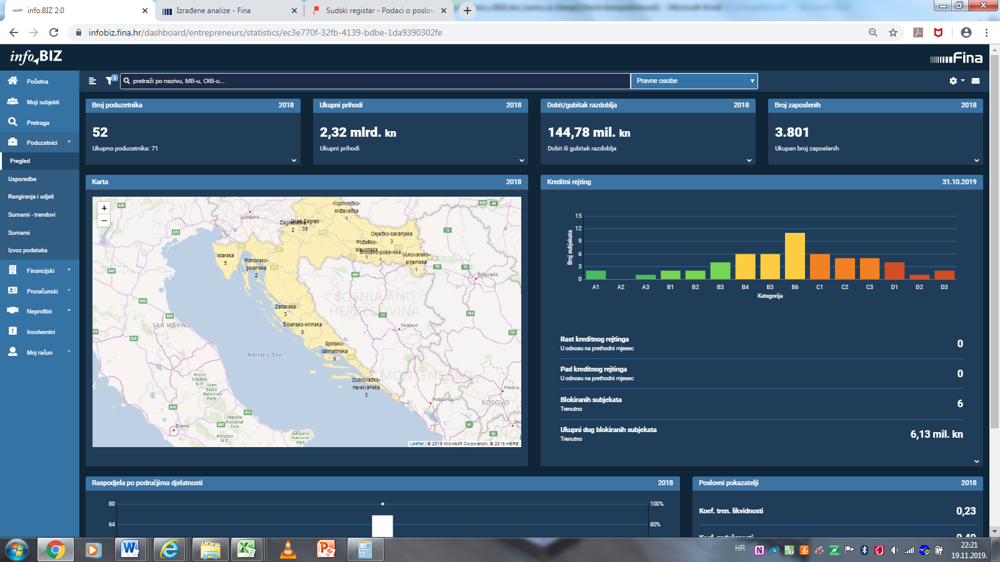 info.BIZ 2.0
Izrađene analize - Fina
Sudski registar - Podaci o poslov
infobiz.fina.hr/dashboard/entrepreneurs/statistics/ec3e770f-32fb-4139-bdbe-1da9390302fe
info BIZ
Fina
Početna
Moji subjekti
Pretraga
Poduzetnici
Pregled
Usporedbe
Rangiranja i udjeli
Sumarni - trendovi
Sumarni
Izvoz podataka
Financijski
Proračunski
Neprofitni
Insolventni
Moj račun
1
pretraži po nazivu, MB-u, OIB-u...
Pravne osobe
Broj poduzetnika 2018
52
Ukupno poduzetnika: 71
Ukupni prihodi 2018
2,32 mlrd. kn
Ukupni prihodi
Dobit/gubitak razdoblja 2018
144,78 mil. kn
Dobit ili gubitak razdoblja
Broj zaposlenih 2018
3.801
Ukupan broj zaposlenih
Karta 2018
+
−
Ljubljana
Koprivničko-
križevačka
1
Grad Zagreb
2
35
Osječko-baranjska
3
Požeško-
slavonska
1
Brodsko-posavska
1
Vukovarsko-
srijemska
1
Istarska
5
Primorsko-
goranska
2
Belgrade
BOSNIA AND
HERZEGOVINA
Zadarska
3
Šibensko-kninska
3
Sarajevo
SAN MARINO
Splitsko-
dalmatinska
9
Adriatic Sea
Dubrovačko-
neretvanska
3
MONTENEGRO
Podgorica
Pristina
KOSOVO
Monti
Sibillini
N.P.
Gran
Sasso
National
Park
Maiella
National
Park
Rome
Abruzzo
N.P.
Gargano
National
Park
Leaflet | © 2019 Microsoft Corporation, © 2019 HERE
Kreditni rejting 31.10.2019
15
12
9
6
3
0
Broj subjekata
A1 A2 A3 B1 B2 B3 B4 B5 B6 C1 C2 C3 D1 D2 D3
Kategorija
Rast kreditnog rejtinga
U odnosu na prethodni mjesec
0
Pad kreditnog rejtinga
U odnosu na prethodni mjesec
0
Blokiranih subjekata
Trenutno
6
Ukupni dug blokiranih subjekata
Trenutno
6,13 mil. kn
Raspodjela po područjima djelatnosti 2018
80 100%
64 80%
Poslovni pokazatelji 2018
Koef. tren. likvidnosti 0,23
HR
22:21
19.11.2019.